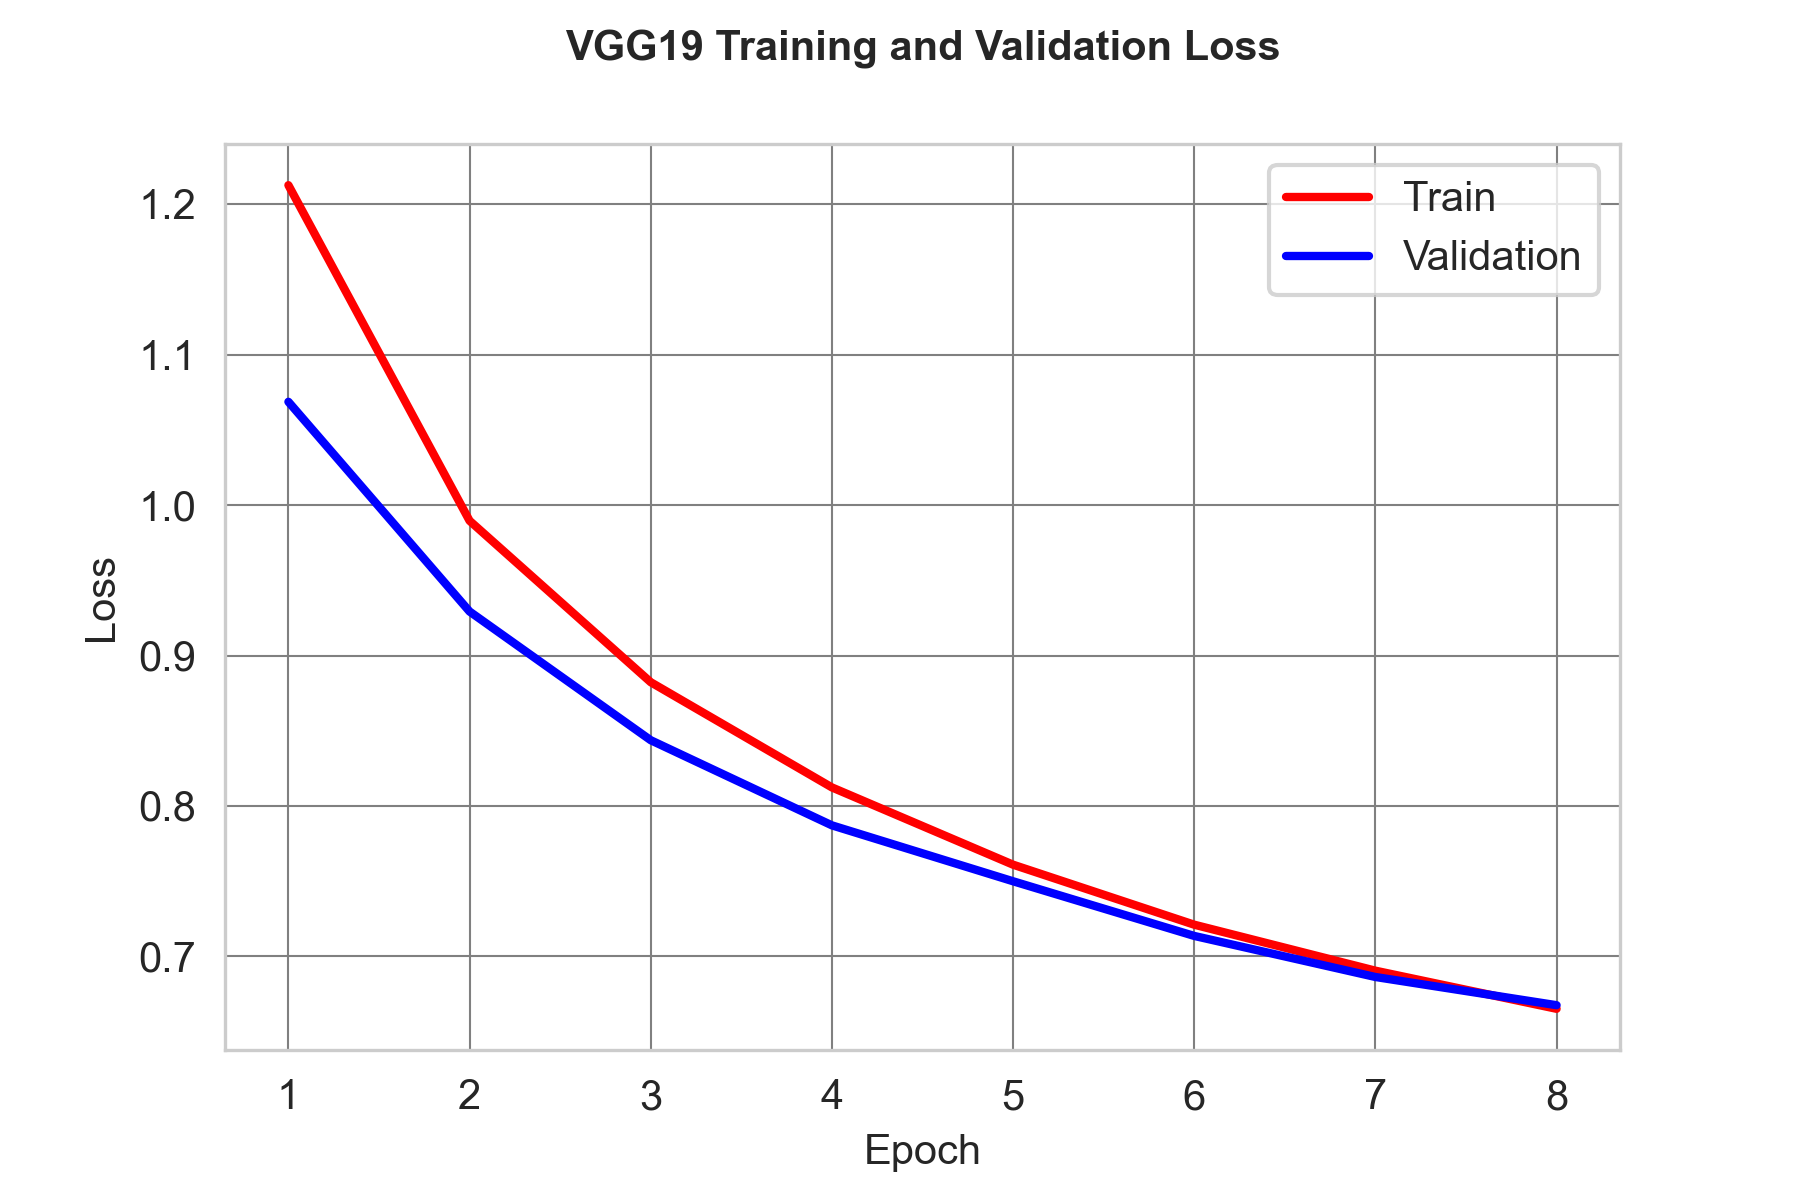 VGG19 Training and Validation Loss
Train
Validation
1.2
1.1
1.0
0.9
0.8
0.7
Loss
1 2 3 4 5 6 7 8
Epoch